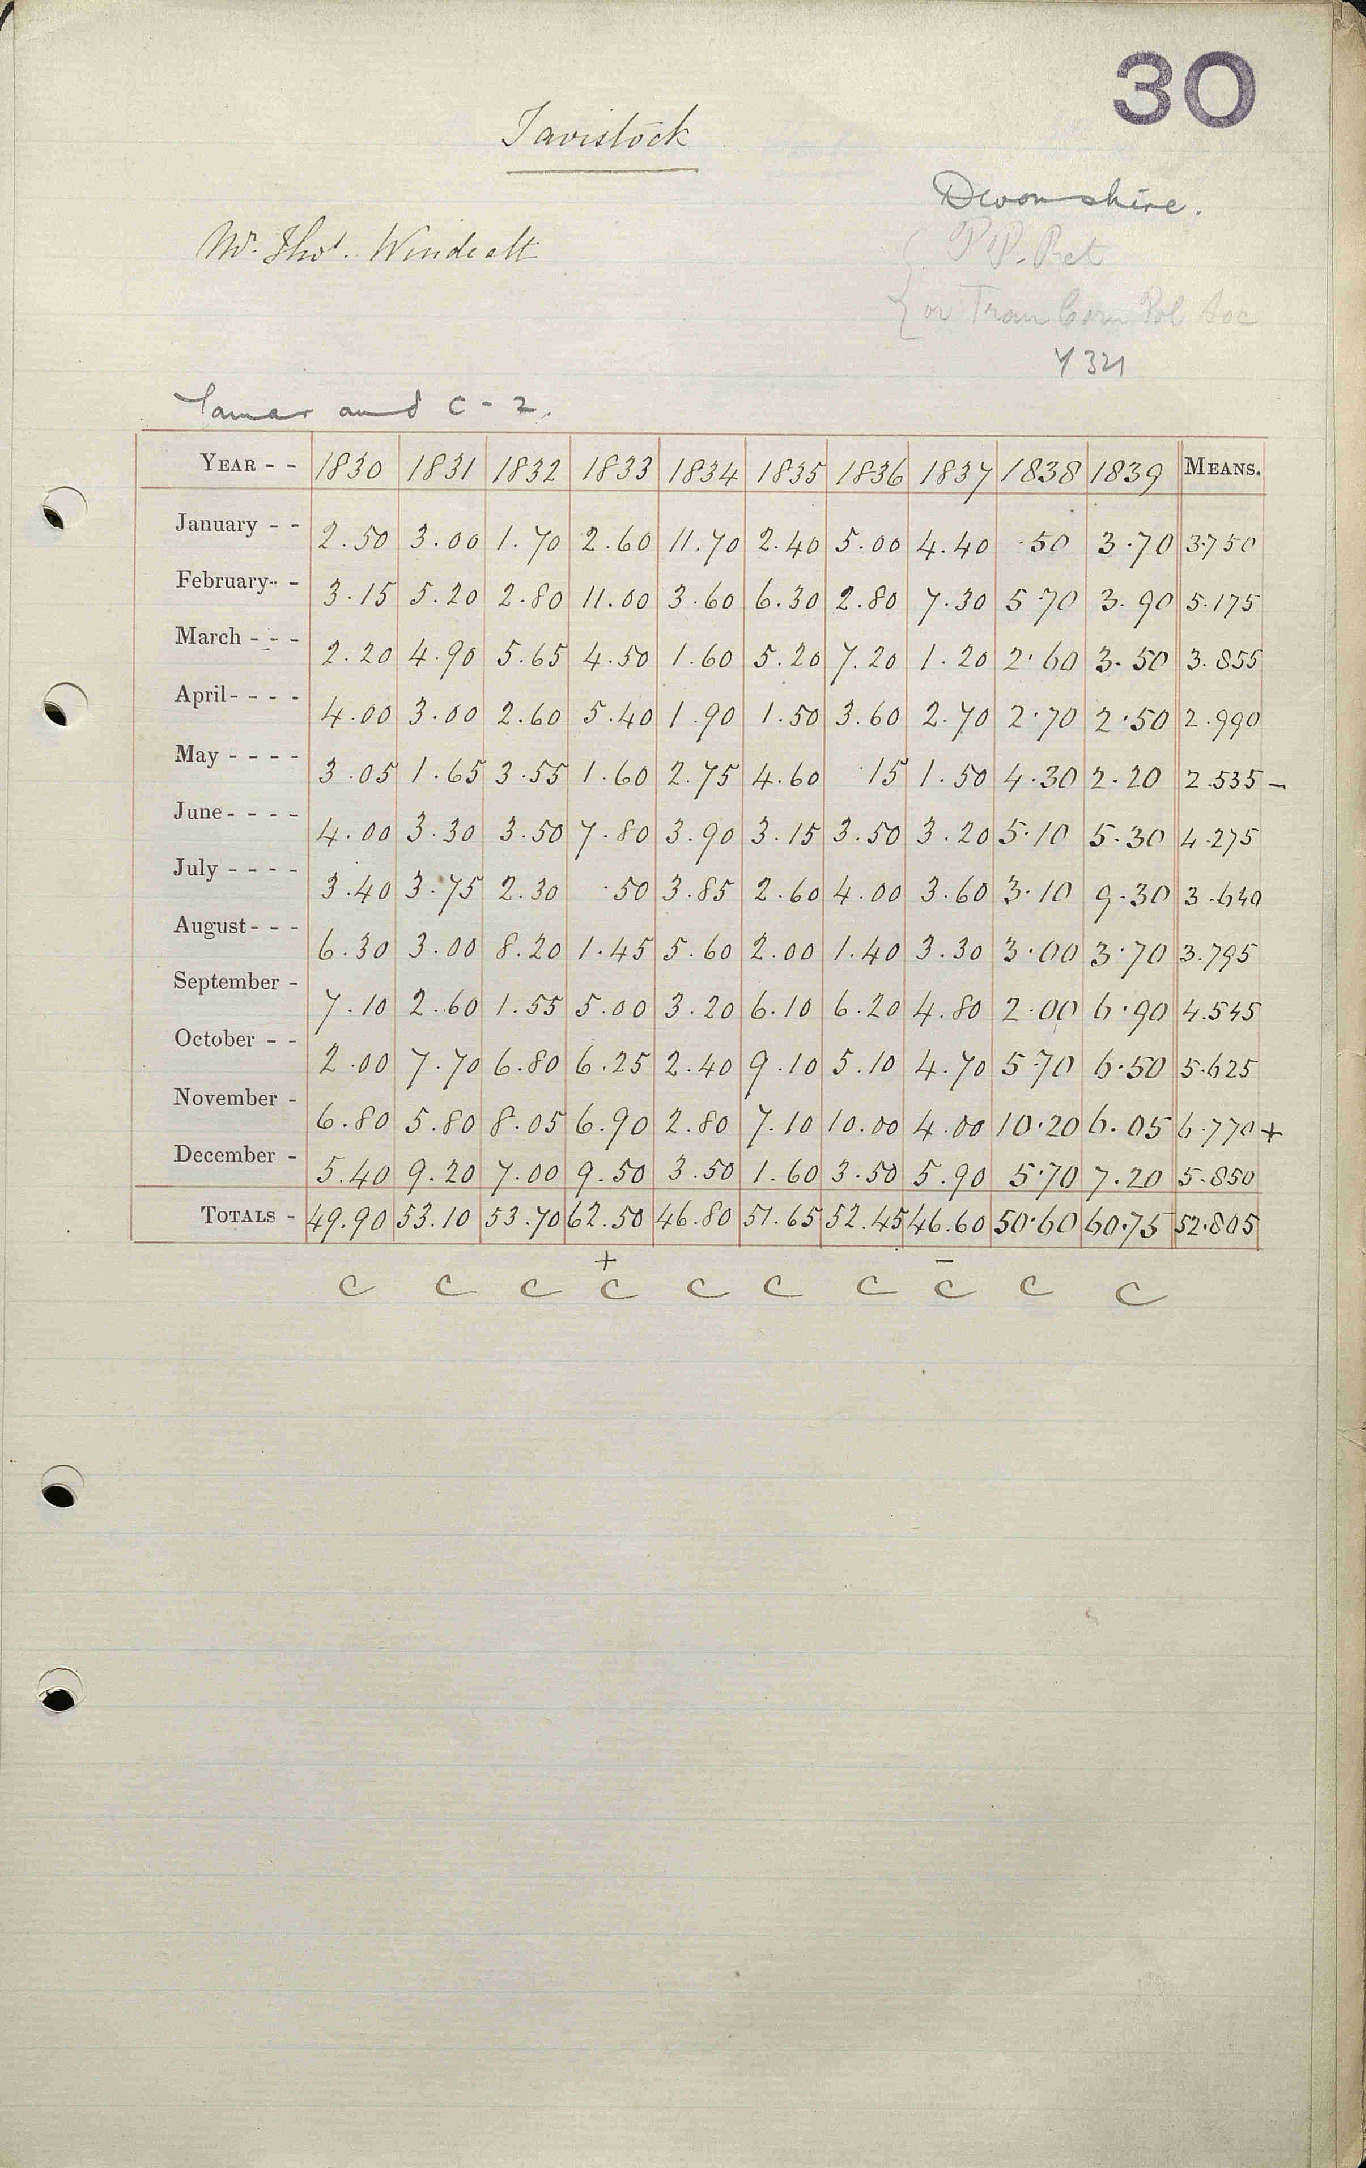 30
Tavistock
Devonshire.
Mr. Thos. Windeatt
P P. Ret
{ or Tran Corn Pol Soc
Tamar and C - 2.
YEAR - - 1830 1831 1832 1833 1834 1835 1836 1837 1838 1839 MEANS.
January - - 2.50 3.00 1.70 2.60 11.70 2.40 5.00 4.40 .50 3.70 3.750
February - - 3.15 5.20 2.80 11.00 3.60 6.30 2.80 7.30 5.70 3.90 5.175
March - - - 2.20 4.90 5.65 4.50 1.60 5.20 7.20 1.20 2.60 3.50 3.855
April - - - - 4.00 3.00 2.60 5.40 1.90 1.50 3.60 2.70 2.70 2.50 2.990
May - - - - 3.05 1.65 3.55 1.60 2.75 4.60 15 1.50 4.30 2.20 2.535 -
June - - - - 4.00 3.30 3.50 7.80 3.90 3.15 3.50 3.20 5.10 5.30 4.275
July - - - - 3.40 3.75 2.30 .50 3.85 2.60 4.00 3.60 3.10 9.30 3.640
August - - - 6.30 3.00 8.20 1.45 5.60 2.00 1.40 3.30 3.00 3.70 3.795
September - 7.10 2.60 1.55 5.00 3.20 6.10 6.20 4.80 2.00 6.90 4.545
October - - 2.00 7.70 6.80 6.25 2.40 9.10 5.10 4.70 5.70 6.50 5.625
November - 6.80 5.80 8.05 6.90 2.80 7.10 10.00 4.00 10.20 6.05 6.770 +
December - 5.40 9.20 7.00 9.50 3.50 1.60 3.50 5.90 5.70 7.20 5.850
TOTALS - 49.90 53.10 53.70 62.50 46.80 51.65 52.45 46.60 50.60 60.75 52.805
+ -
C C C C C C C C C C